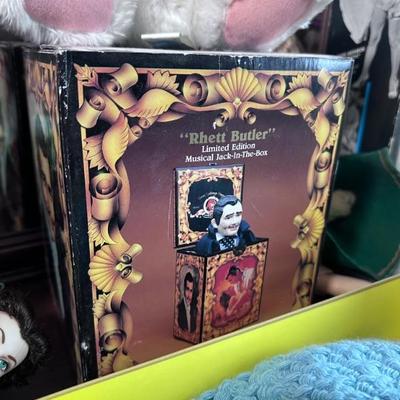 "Rhett Butler"
Limited Edition
Musical Jack-In-The-Box